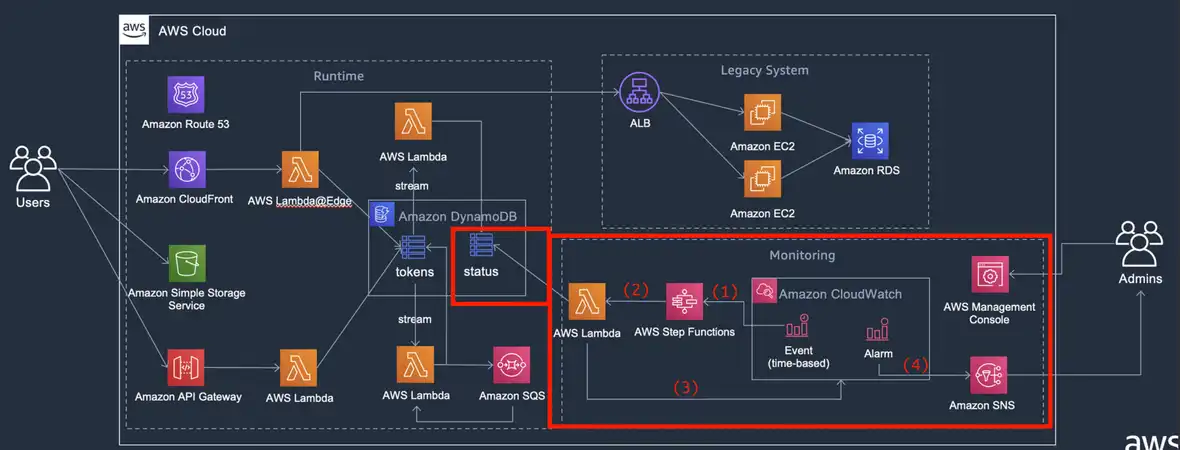 aws
AWS Cloud
Runtime
Legacy System
53
Amazon Route 53
AWS Lambda
ALB
Amazon EC2
Amazon EC2
Amazon RDS
Users
Amazon CloudFront
AWS Lambda@Edge
stream
Amazon DynamoDB
tokens
status
Amazon Simple Storage
Service
stream
Amazon API Gateway
AWS Lambda
AWS Lambda
Amazon SQS
Monitoring
Admins
AWS Management
Console
Amazon CloudWatch
(1)
(2)
AWS Lambda
AWS Step Functions
Event
(time-based)
Alarm
(3)
(4)
Amazon SNS
aws